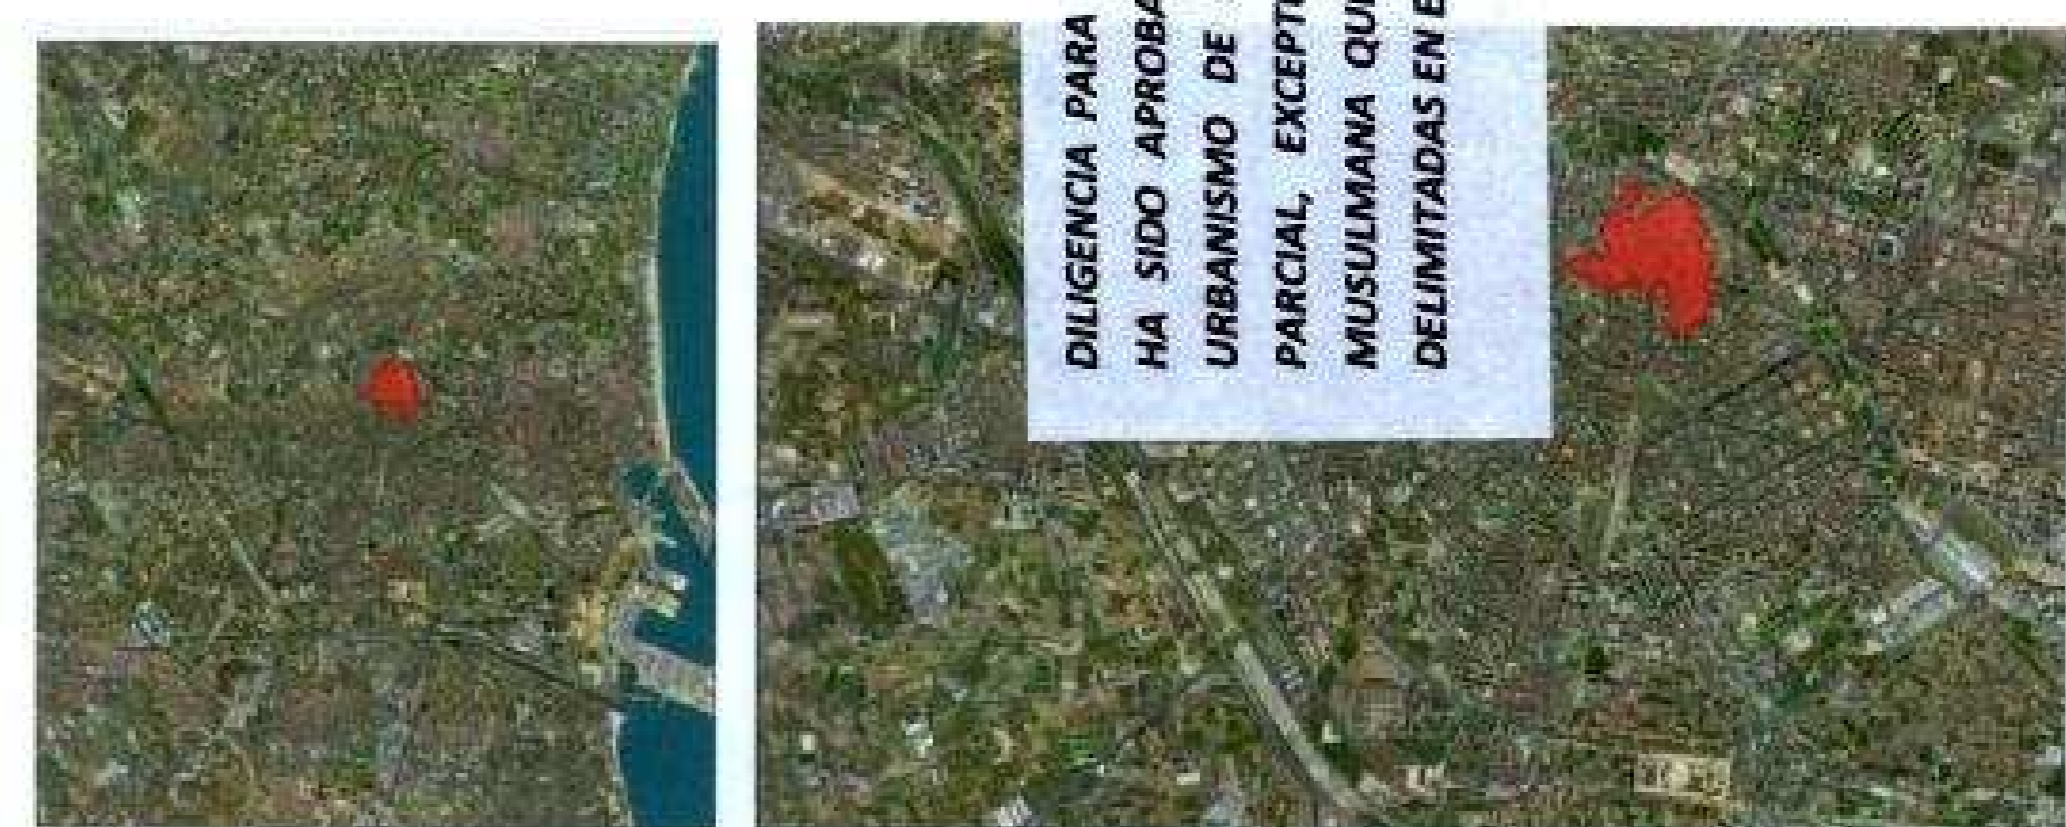 DILIGENCIA PARA
HA SIDO APROBA
URBANISMO DE
PARCIAL, EXCEPT
MUSULMANA QU
DELIMITADAS EN E